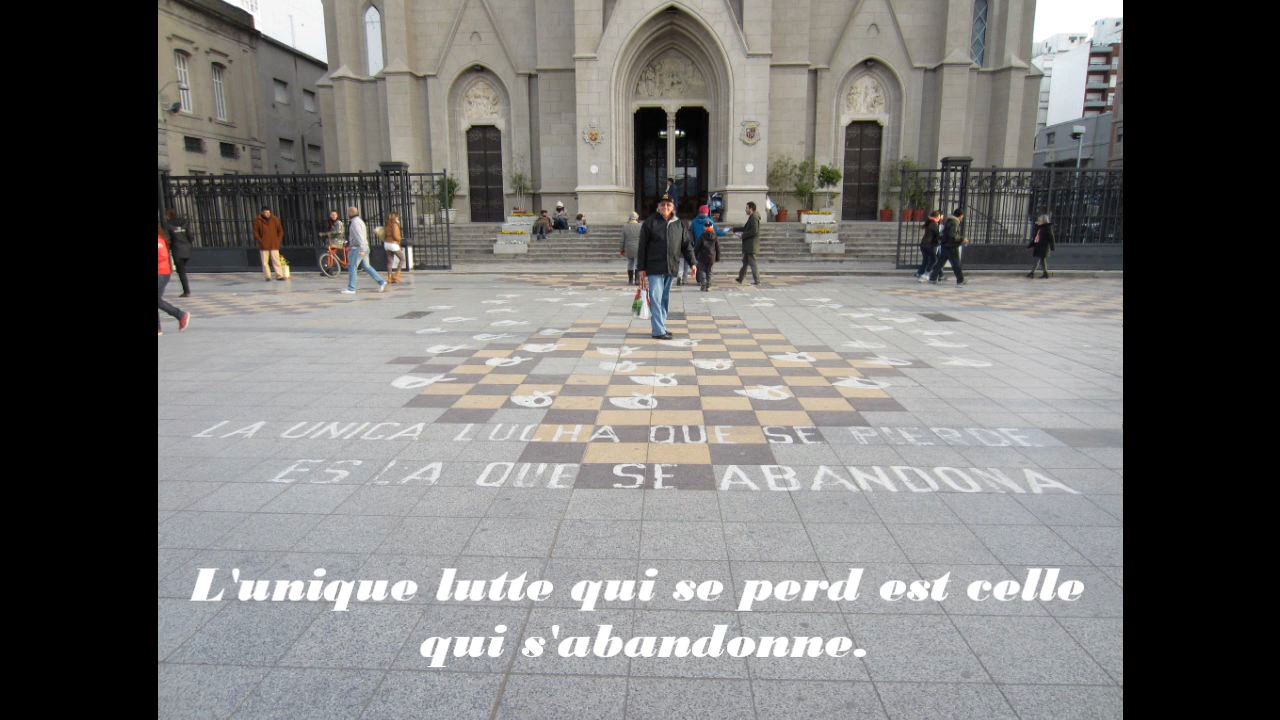 LA UNICA LUCHA QUE SE PIERDE
ES LA QUE SE ABANDONA
L'unique lutte qui se perd est celle
qui s'abandonne.